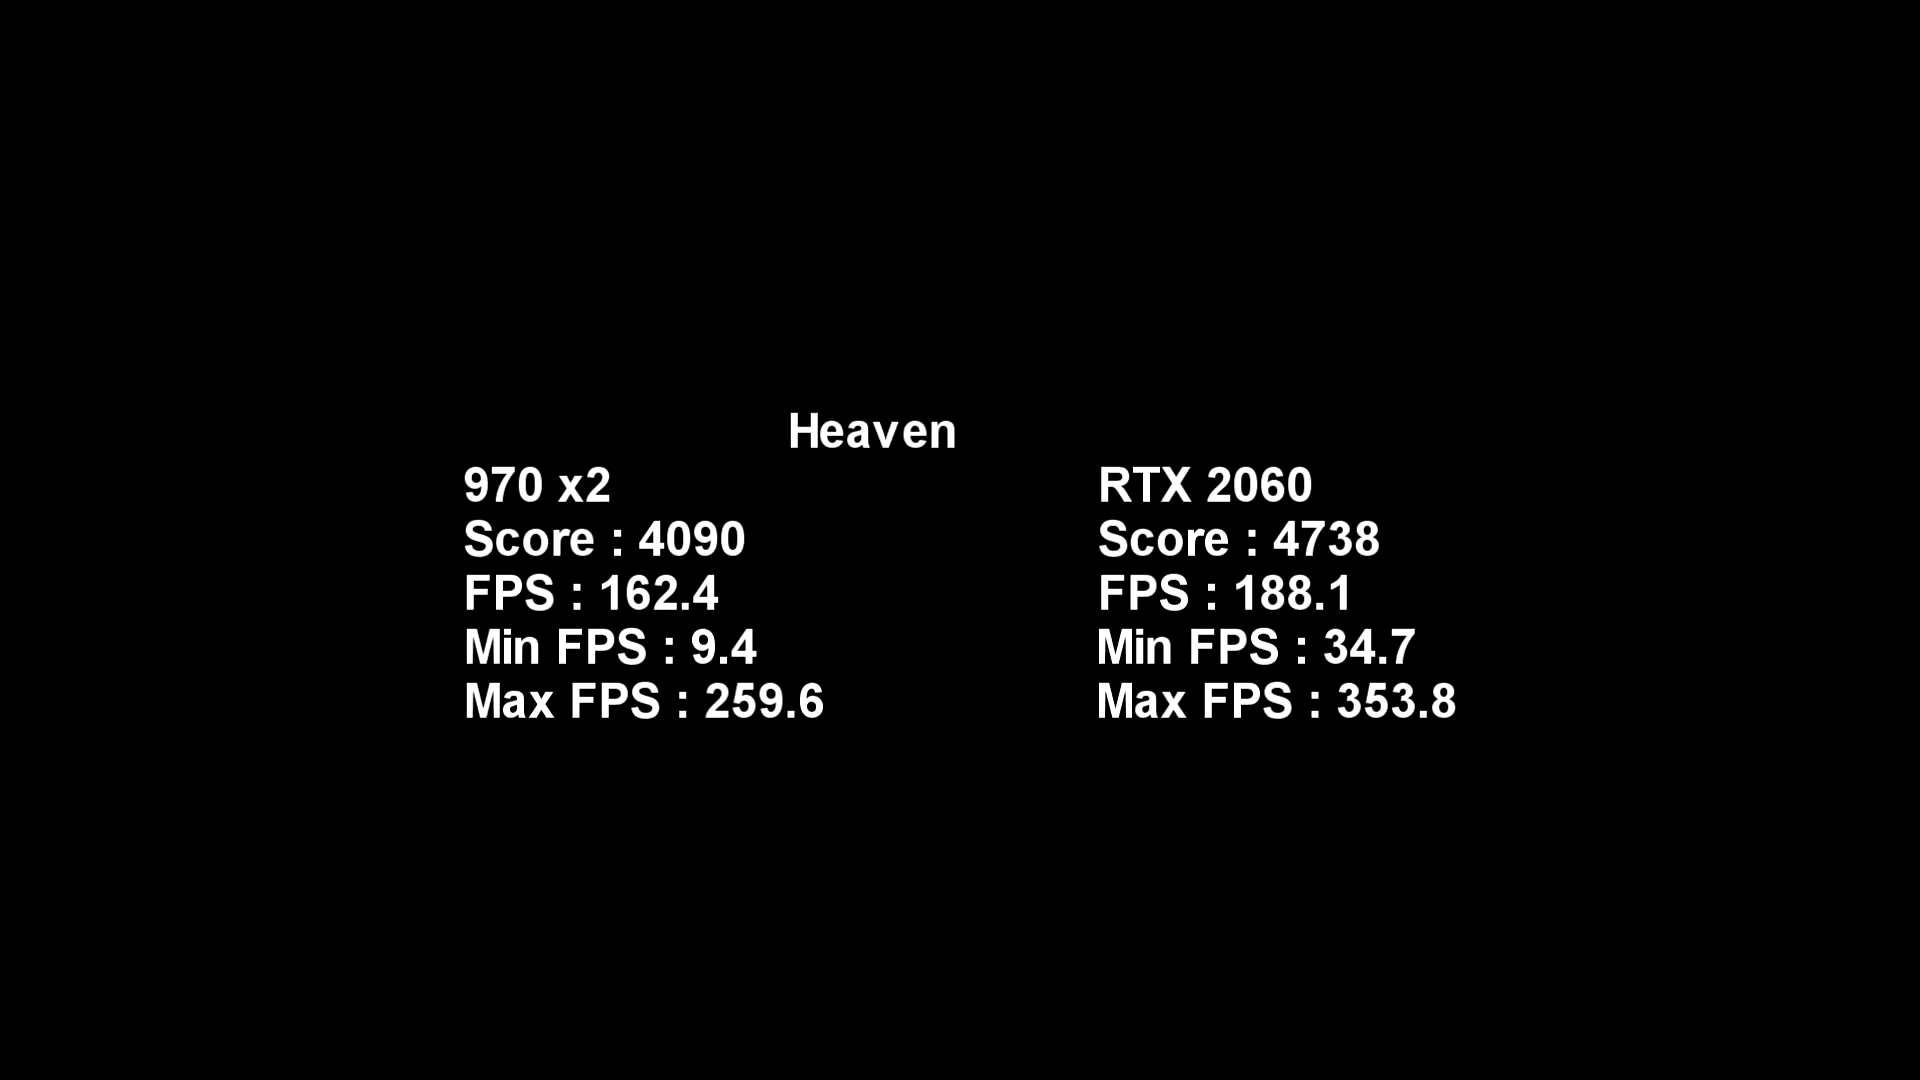 Heaven
970 x2
Score : 4090
FPS : 162.4
Min FPS : 9.4
Max FPS : 259.6
RTX 2060
Score : 4738
FPS : 188.1
Min FPS : 34.7
Max FPS : 353.8